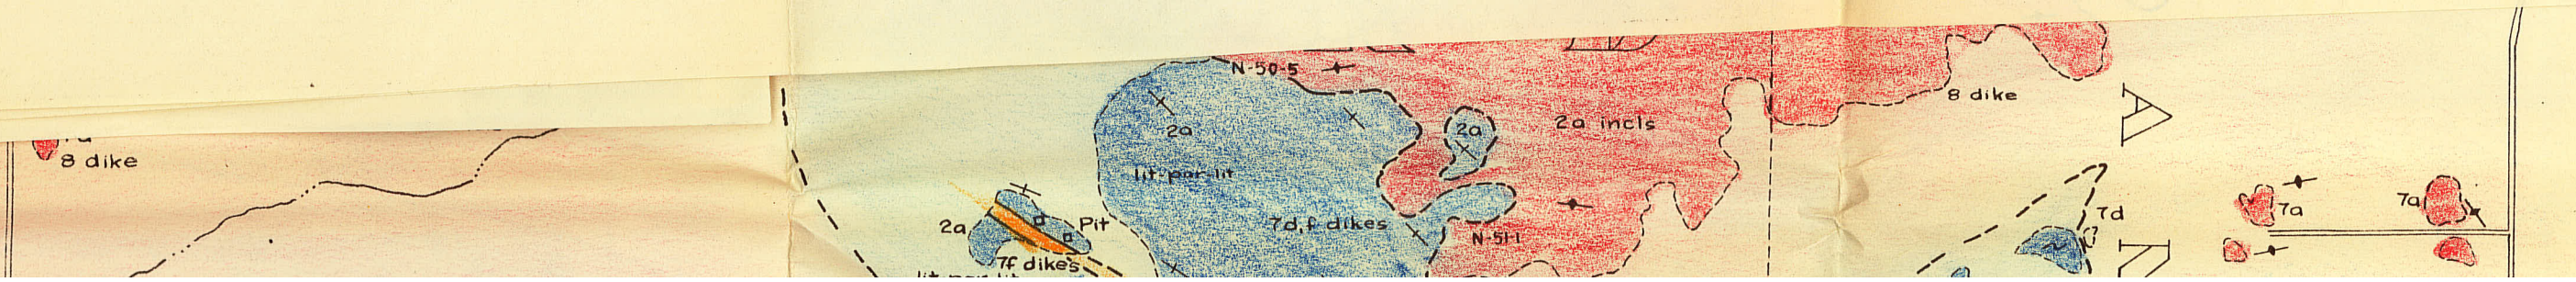 N-50-5
8 dike
2a
2a
2a incls
8 dike
lit-par-lit
2a
Pit
7d,f dikes
N-51-1
7f dikes
7d
7a
7a
A